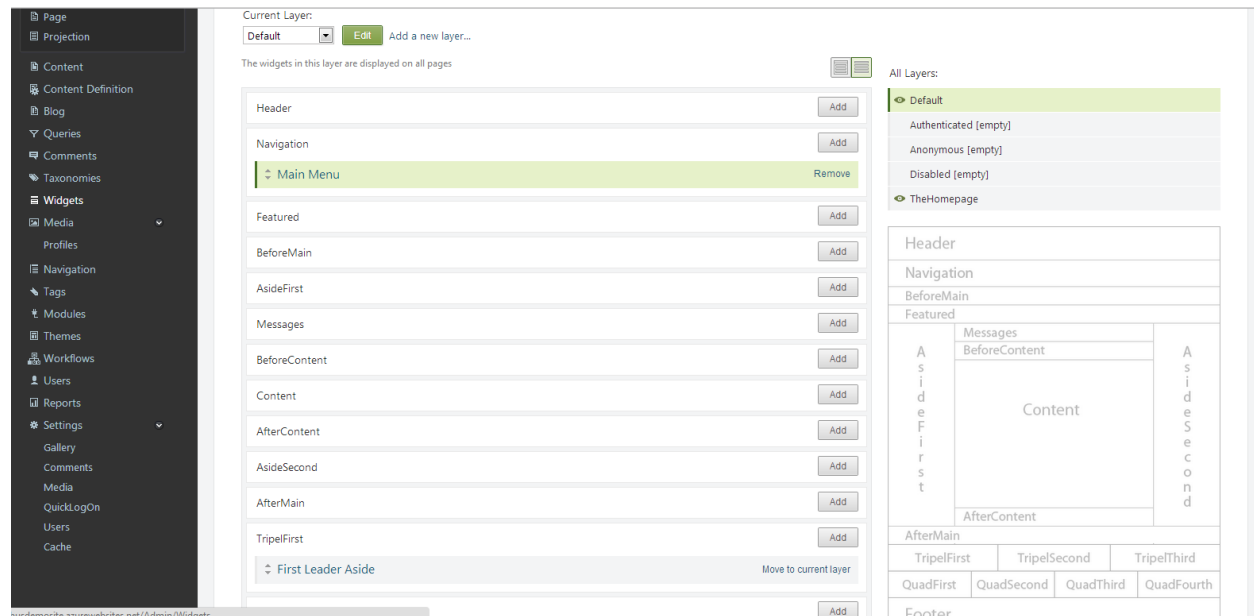 Page
Projection
Content
Content Definition
Blog
Queries
Comments
Taxonomies
Widgets
Media
Profiles
Navigation
Tags
Modules
Themes
Workflows
Users
Reports
Settings
Gallery
Comments
Media
QuickLogOn
Users
Cache
Current Layer:
Default Edit Add a new layer...
The widgets in this layer are displayed on all pages
Header Add
Navigation Add
Main Menu Remove
Featured Add
BeforeMain Add
AsideFirst Add
Messages Add
BeforeContent Add
Content Add
AfterContent Add
AsideSecond Add
AfterMain Add
TripelFirst Add
First Leader Aside Move to current layer
Add
All Layers:
Default
Authenticated [empty]
Anonymous [empty]
Disabled [empty]
TheHomepage
Header
Navigation
BeforeMain
Featured
Messages
BeforeContent
AsideFirst
Content
AsideSecond
AfterContent
AfterMain
TripelFirst TripelSecond TripelThird
QuadFirst QuadSecond QuadThird QuadFourth
Footer